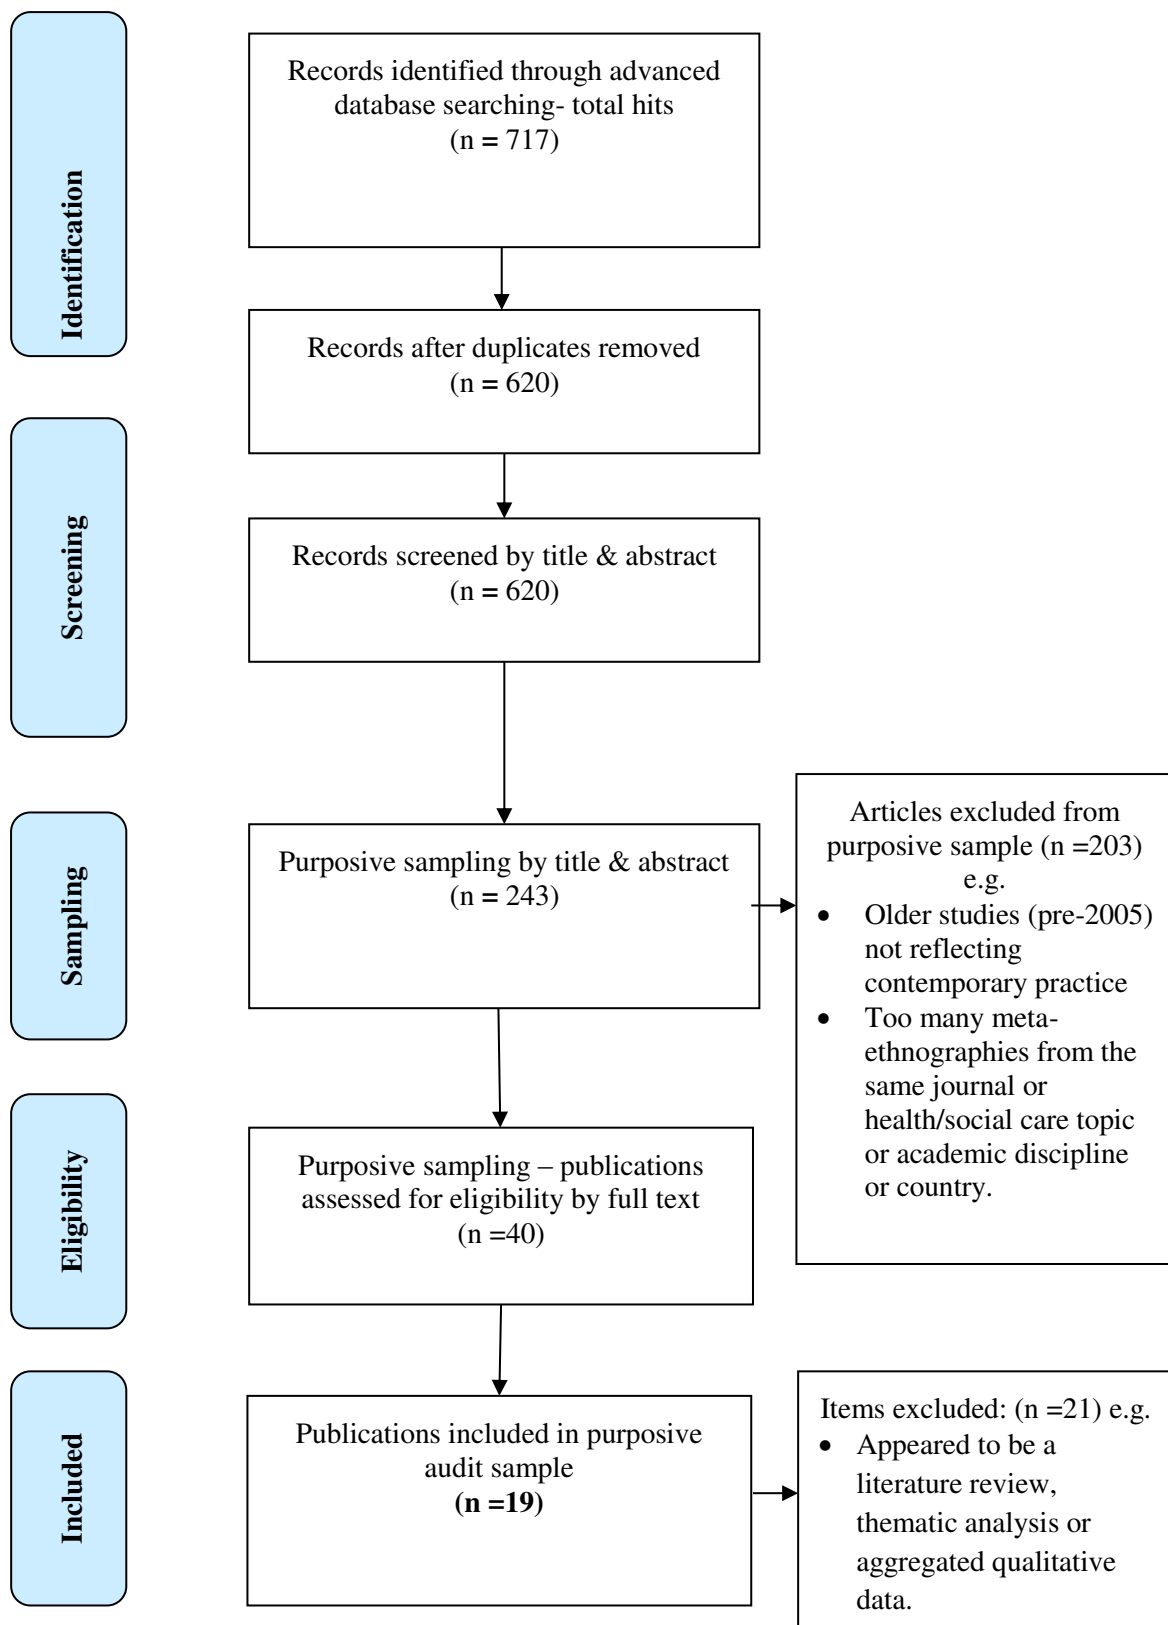 Identification
Records identified through advanced
database searching- total hits
(n = 717)
Records after duplicates removed
(n = 620)
Screening
Records screened by title & abstract
(n = 620)
Sampling
Purposive sampling by title & abstract
(n = 243)
Articles excluded from
purposive sample (n =203)
e.g.
• Older studies (pre-2005)
not reflecting
contemporary practice
• Too many meta-
ethnographies from the
same journal or
health/social care topic
or academic discipline
or country.
Eligibility
Purposive sampling – publications
assessed for eligibility by full text
(n =40)
Included
Publications included in purposive
audit sample
(n =19)
Items excluded: (n =21) e.g.
• Appeared to be a
literature review,
thematic analysis or
aggregated qualitative
data.